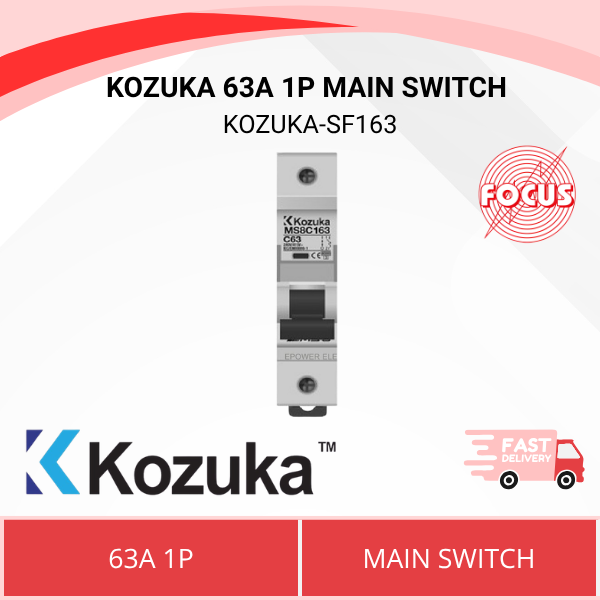 KOZUKA 63A 1P MAIN SWITCH
KOZUKA-SF163
FOCUS
Kozuka
MS8C163
C63
CE
EPOWER ELE
Kozuka™
FAST
DELIVERY
63A 1P
MAIN SWITCH